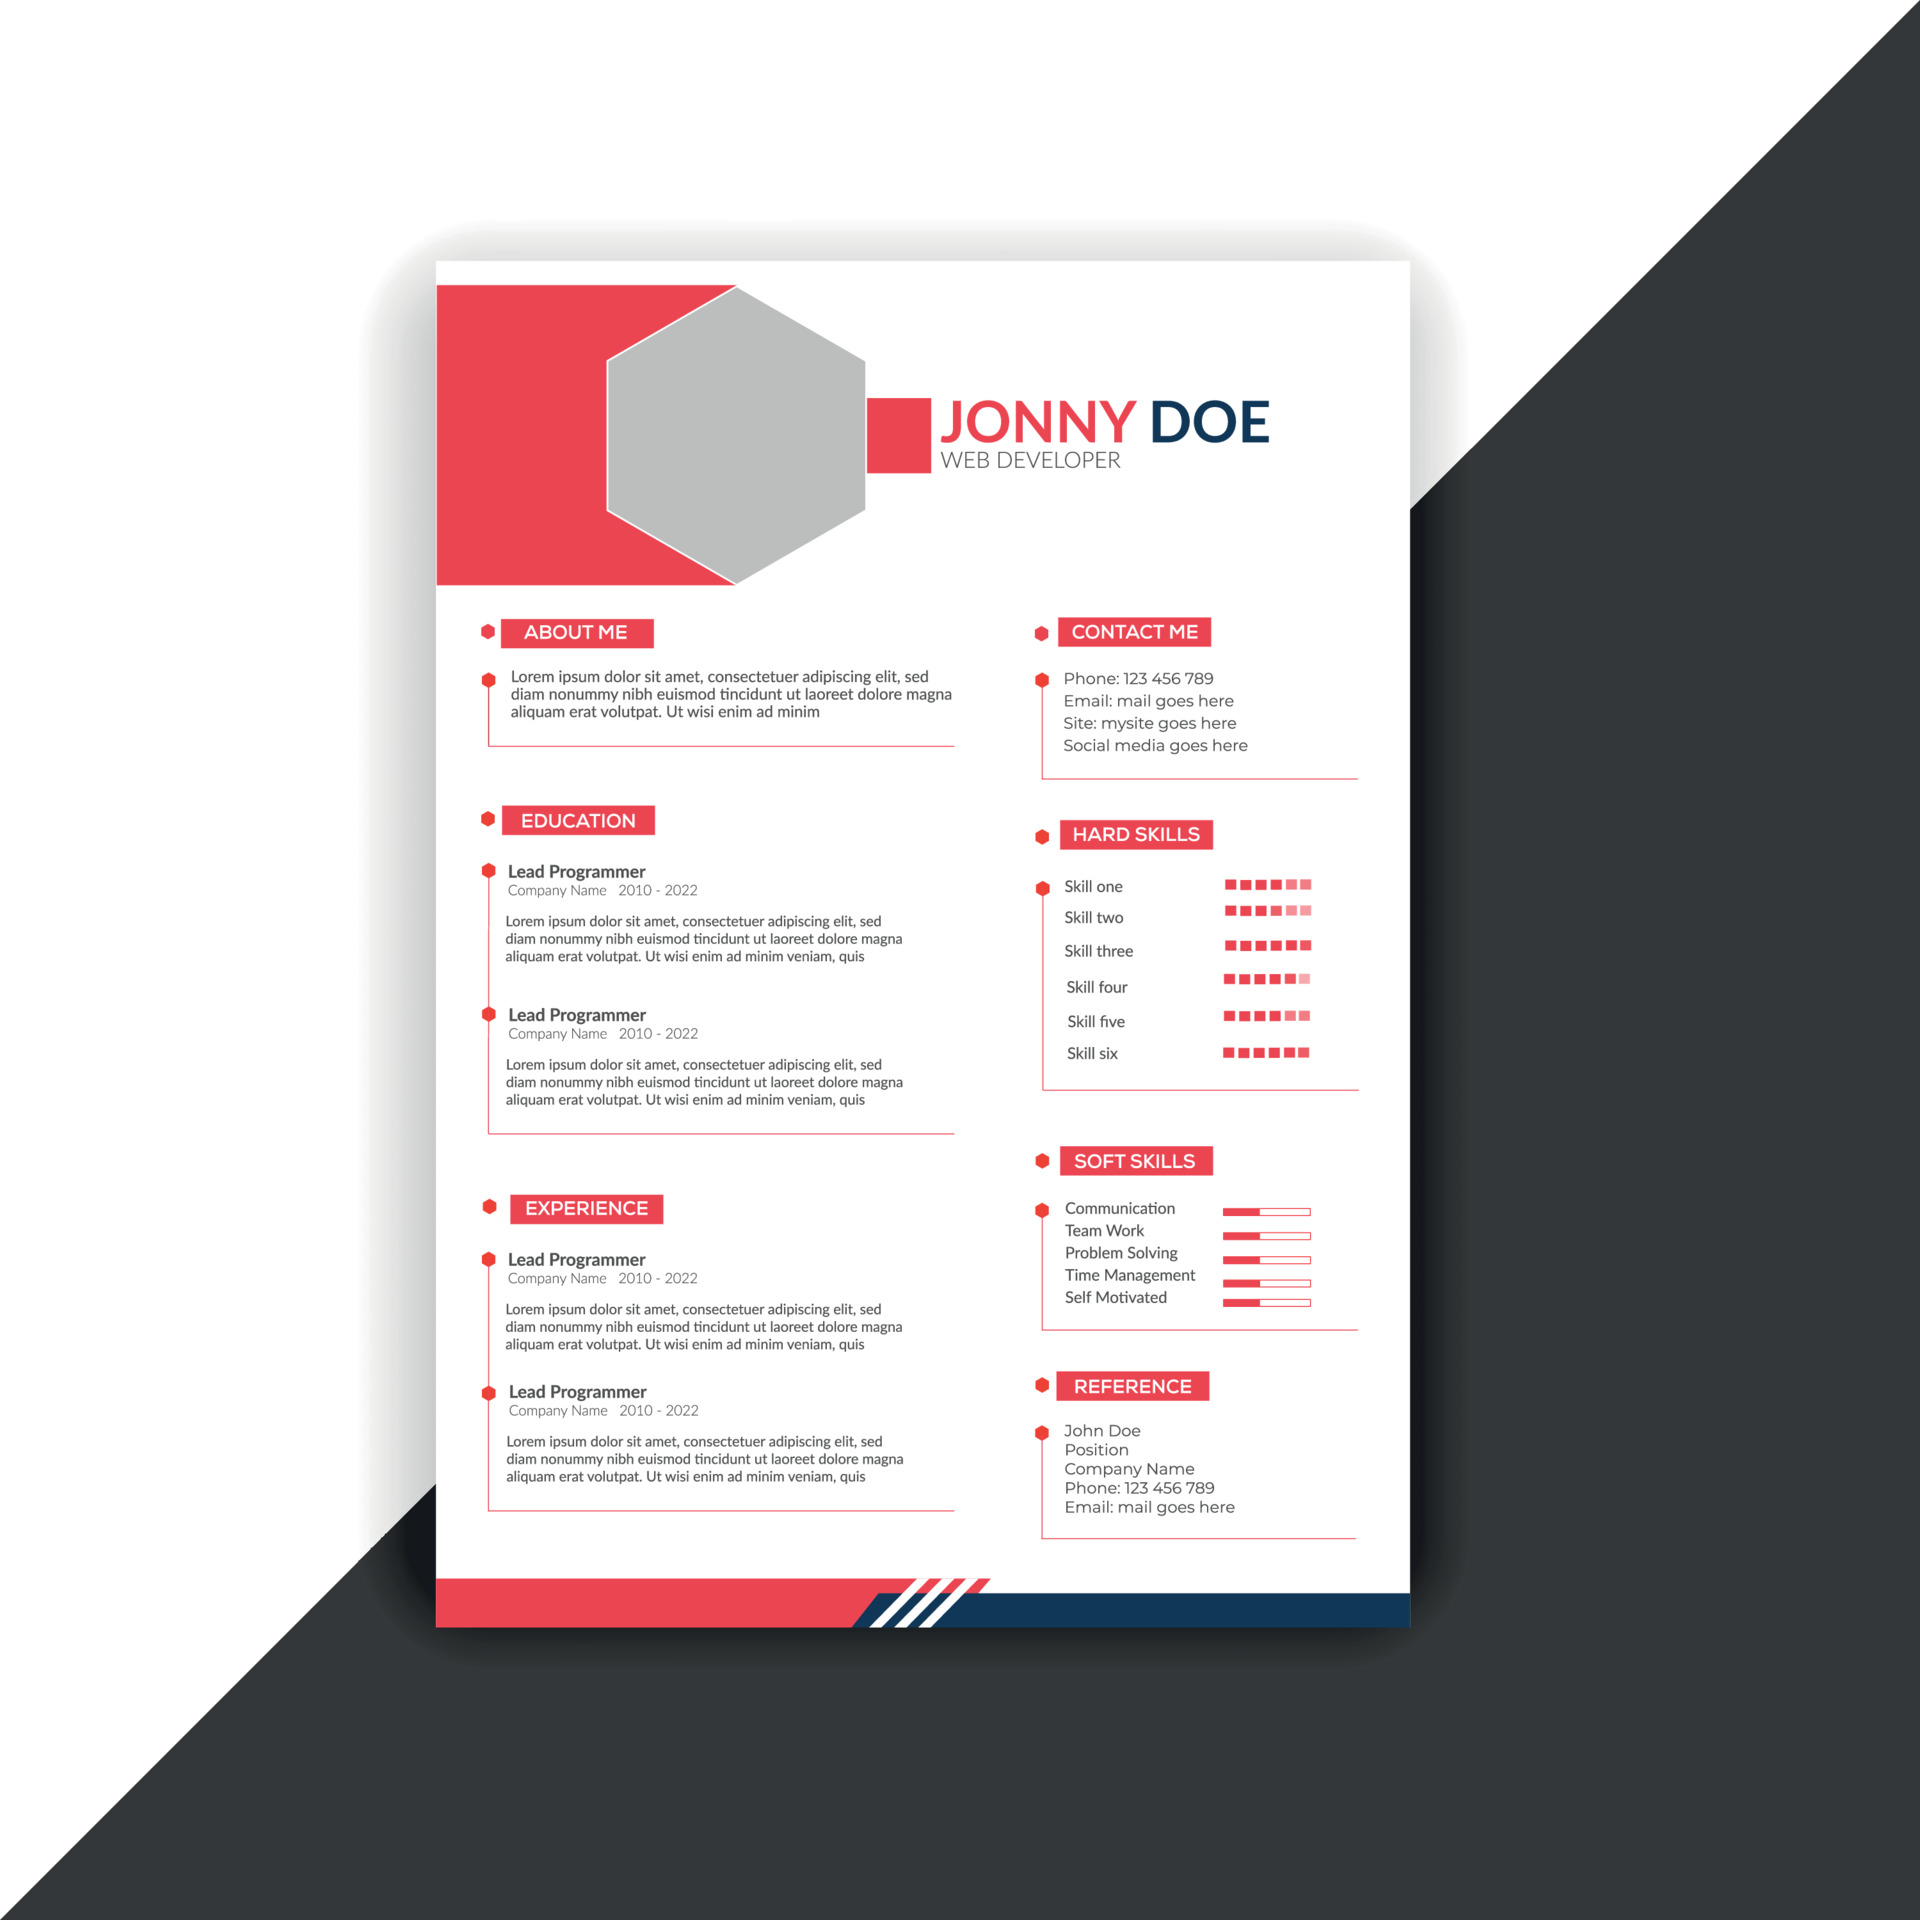 JONNY DOE
WEB DEVELOPER
ABOUT ME
Lorem ipsum dolor sit amet, consectetuer adipiscing elit, sed
diam nonummy nibh euismod tincidunt ut laoreet dolore magna
aliquam erat volutpat. Ut wisi enim ad minim
EDUCATION
Lead Programmer
Company Name 2010 - 2022
Lorem ipsum dolor sit amet, consectetuer adipiscing elit, sed
diam nonummy nibh euismod tincidunt ut laoreet dolore magna
aliquam erat volutpat. Ut wisi enim ad minim veniam, quis
Lead Programmer
Company Name 2010 - 2022
Lorem ipsum dolor sit amet, consectetuer adipiscing elit, sed
diam nonummy nibh euismod tincidunt ut laoreet dolore magna
aliquam erat volutpat. Ut wisi enim ad minim veniam, quis
EXPERIENCE
Lead Programmer
Company Name 2010 - 2022
Lorem ipsum dolor sit amet, consectetuer adipiscing elit, sed
diam nonummy nibh euismod tincidunt ut laoreet dolore magna
aliquam erat volutpat. Ut wisi enim ad minim veniam, quis
Lead Programmer
Company Name 2010 - 2022
Lorem ipsum dolor sit amet, consectetuer adipiscing elit, sed
diam nonummy nibh euismod tincidunt ut laoreet dolore magna
aliquam erat volutpat. Ut wisi enim ad minim veniam, quis
CONTACT ME
Phone: 123 456 789
Email: mail goes here
Site: mysite goes here
Social media goes here
HARD SKILLS
Skill one
Skill two
Skill three
Skill four
Skill five
Skill six
SOFT SKILLS
Communication
Team Work
Problem Solving
Time Management
Self Motivated
REFERENCE
John Doe
Position
Company Name
Phone: 123 456 789
Email: mail goes here